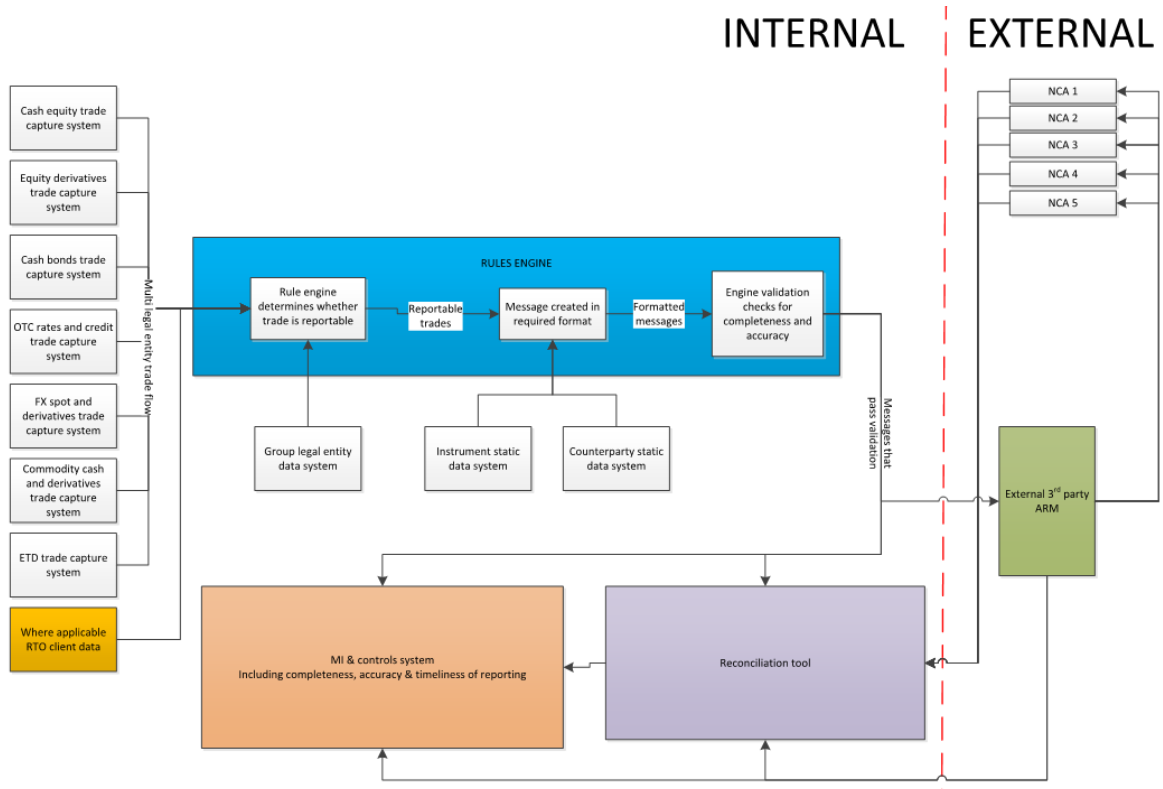 INTERNAL
EXTERNAL
Cash equity trade
capture system
Equity derivatives
trade capture
system
Cash bonds trade
capture system
OTC rates and credit
trade capture
system
FX spot and
derivatives trade
capture system
Commodity cash
and derivatives
trade capture
system
ETD trade capture
system
Where applicable
RTO client data
Multi legal entity trade flow
RULES ENGINE
Rule engine
determines whether
trade is reportable
Reportable
trades
Message created in
required format
Formatted
messages
Engine validation
checks for
completeness and
accuracy
Group legal entity
data system
Instrument static
data system
Counterparty static
data system
Messages that
pass validation
NCA 1
NCA 2
NCA 3
NCA 4
NCA 5
External 3rd party
ARM
MI & controls system
Including completeness, accuracy & timeliness of reporting
Reconciliation tool